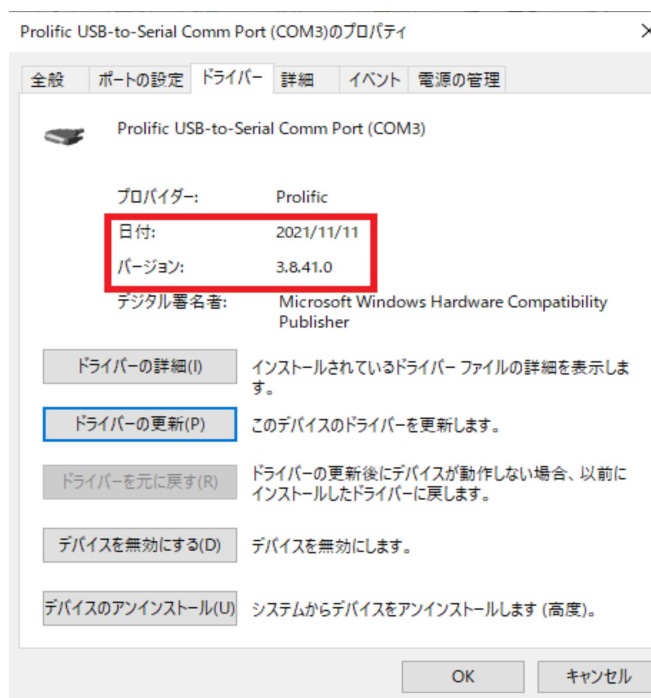 Prolific USB-to-Serial Comm Port (COM3)のプロパティ
全般 ポートの設定 ドライバー 詳細 イベント 電源の管理
Prolific USB-to-Serial Comm Port (COM3)
プロバイダー: Prolific
日付: 2021/11/11
バージョン: 3.8.41.0
デジタル署名者: Microsoft Windows Hardware Compatibility
Publisher
ドライバーの詳細(I) インストールされているドライバー ファイルの詳細を表示しま
す。
ドライバーの更新(P) このデバイスのドライバーを更新します。
ドライバーを元に戻す(R) ドライバーの更新後にデバイスが動作しない場合、以前に
インストールしたドライバーに戻します。
デバイスを無効にする(D) デバイスを無効にします。
デバイスのアンインストール(U) システムからデバイスをアンインストールします (高度)。
OK キャンセル